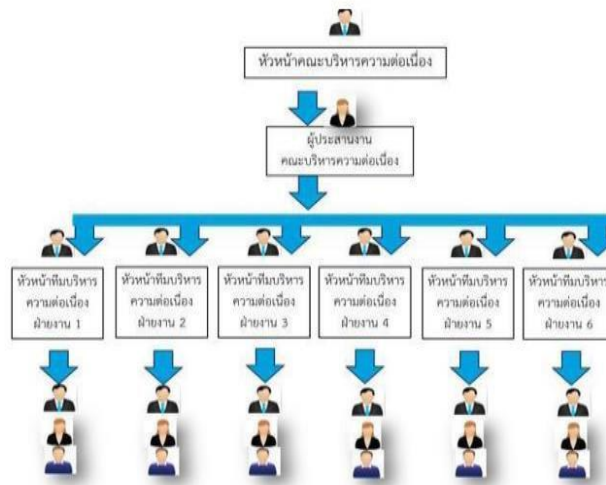 หัวหน้าคณะบริหารความต่อเนื่อง
ผู้ประสานงาน
คณะบริหารความต่อเนื่อง
หัวหน้าทีมบริหาร
ความต่อเนื่อง
ฝ่ายงาน 1
หัวหน้าทีมบริหาร
ความต่อเนื่อง
ฝ่ายงาน 2
หัวหน้าทีมบริหาร
ความต่อเนื่อง
ฝ่ายงาน 3
หัวหน้าทีมบริหาร
ความต่อเนื่อง
ฝ่ายงาน 4
หัวหน้าทีมบริหาร
ความต่อเนื่อง
ฝ่ายงาน 5
หัวหน้าทีมบริหาร
ความต่อเนื่อง
ฝ่ายงาน 6